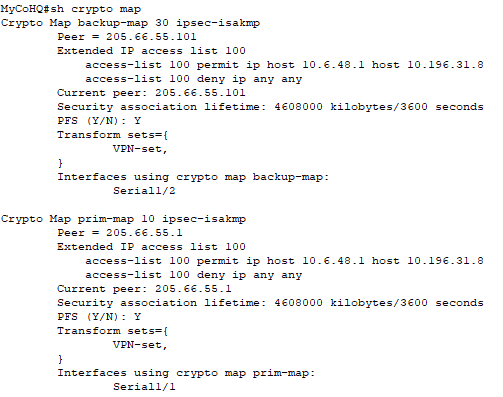 MyCoHQ#sh crypto map
Crypto Map backup-map 30 ipsec-isakmp
Peer = 205.66.55.101
Extended IP access list 100
access-list 100 permit ip host 10.6.48.1 host 10.196.31.8
access-list 100 deny ip any any
Current peer: 205.66.55.101
Security association lifetime: 4608000 kilobytes/3600 seconds
PFS (Y/N): Y
Transform sets={
VPN-set,
}
Interfaces using crypto map backup-map:
Serial1/2
Crypto Map prim-map 10 ipsec-isakmp
Peer = 205.66.55.1
Extended IP access list 100
access-list 100 permit ip host 10.6.48.1 host 10.196.31.8
access-list 100 deny ip any any
Current peer: 205.66.55.1
Security association lifetime: 4608000 kilobytes/3600 seconds
PFS (Y/N): Y
Transform sets={
VPN-set,
}
Interfaces using crypto map prim-map:
Serial1/1